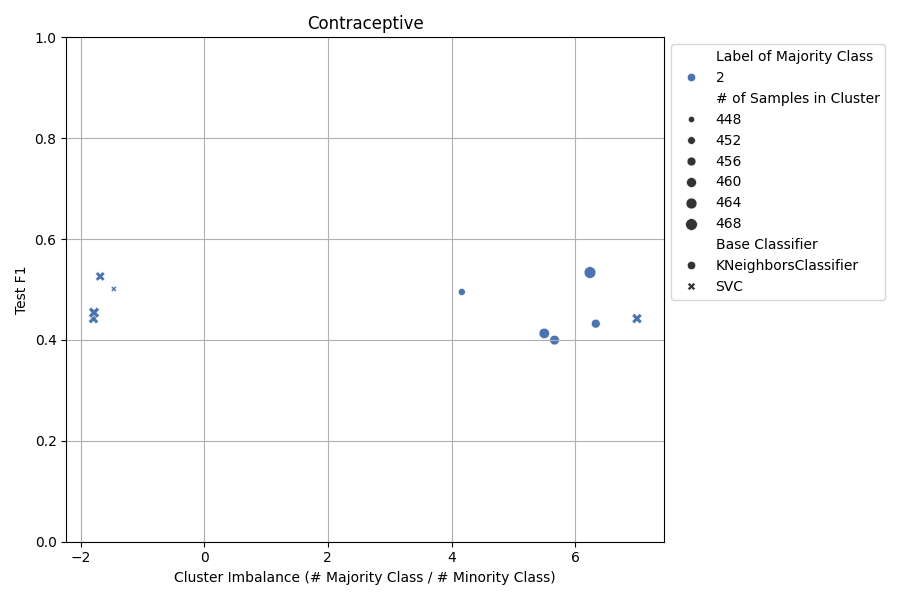 Contraceptive
Test F1
1.0
0.8
0.6
0.4
0.2
0.0
−2
0
2
4
6
Cluster Imbalance (# Majority Class / # Minority Class)
Label of Majority Class
2
# of Samples in Cluster
448
452
456
460
464
468
Base Classifier
KNeighborsClassifier
SVC